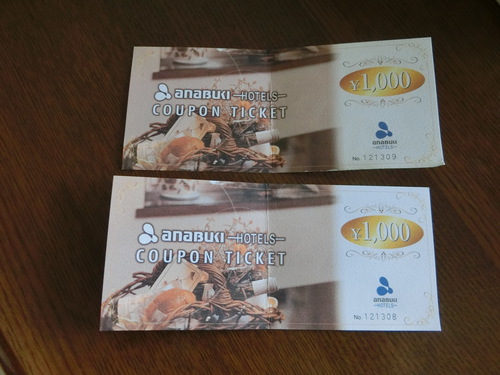 anabuki -HOTELS-
COUPON TICKET
¥1,000
anabuki
-HOTELS-
No.121309
anabuki -HOTELS-
COUPON TICKET
¥1,000
anabuki
-HOTELS-
No.121308